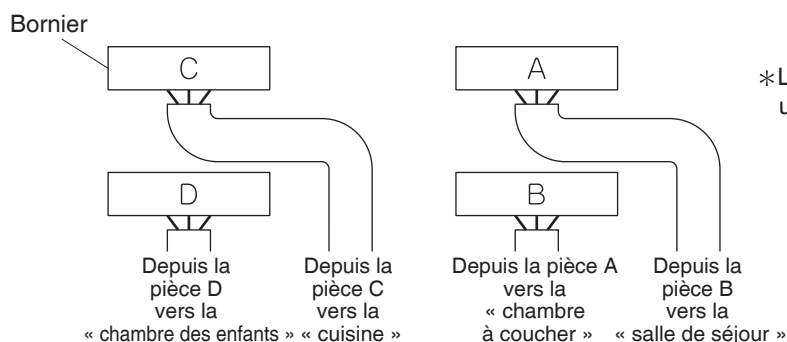 Bornier
C
A
*L
u
D
B
Depuis la
pièce D
vers la
« chambre des enfants »
Depuis la
pièce C
vers la
« cuisine »
Depuis la pièce A
vers la
« chambre
à coucher »
Depuis la
pièce B
vers la
« salle de séjour »